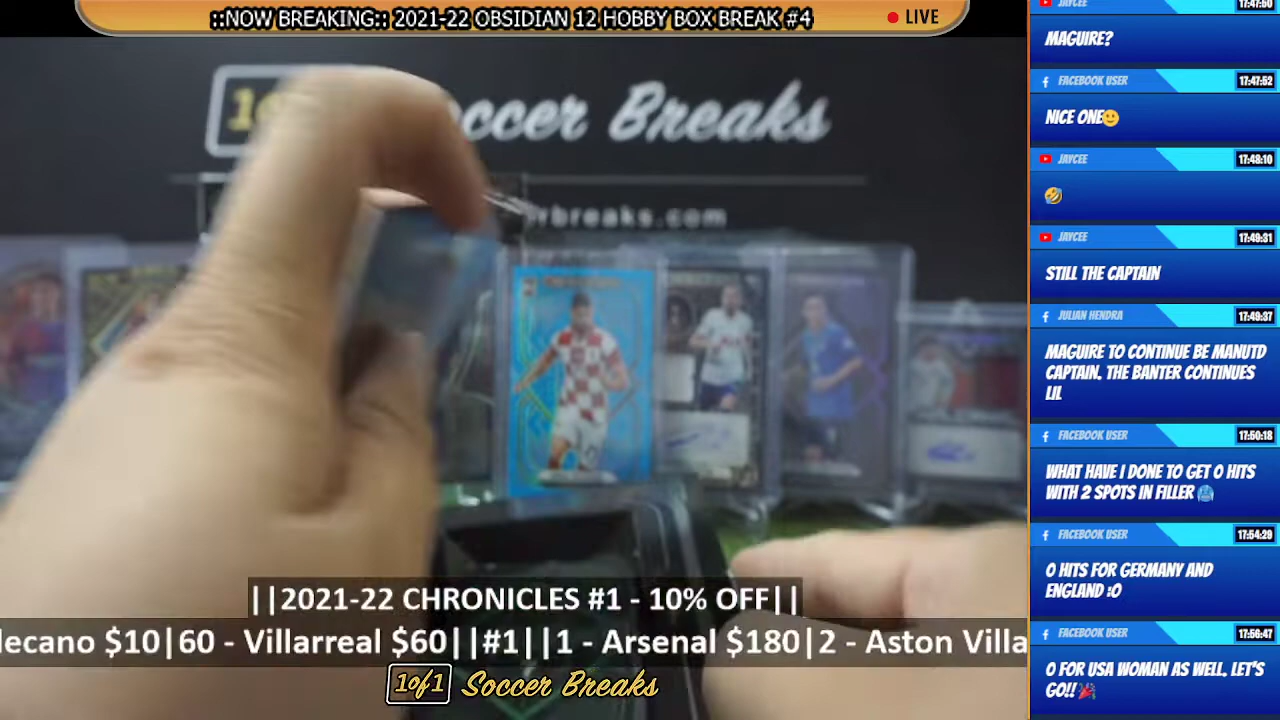 ::NOW BREAKING:: 2021-22 OBSIDIAN 12 HOBBY BOX BREAK #4
LIVE
Soccer Breaks
rbreaks.com
||2021-22 CHRONICLES #1 - 10% OFF||
lecano $10|60 - Villarreal $60||#1||1 - Arsenal $180|2 - Aston Villa
1of1 Soccer Breaks
JAYCEE 17:47:50
MAGUIRE?
FACEBOOK USER 17:47:52
NICE ONE🙂
JAYCEE 17:48:10
🤣
JAYCEE 17:49:31
STILL THE CAPTAIN
JULIAN HENDRA 17:49:37
MAGUIRE TO CONTINUE BE MANUTD
CAPTAIN. THE BANTER CONTINUES
LIL
FACEBOOK USER 17:50:18
WHAT HAVE I DONE TO GET 0 HITS
WITH 2 SPOTS IN FILLER 🥶
FACEBOOK USER 17:54:29
0 HITS FOR GERMANY AND
ENGLAND :O
FACEBOOK USER 17:56:47
0 FOR USA WOMAN AS WELL. LET'S
GO!! 🎉